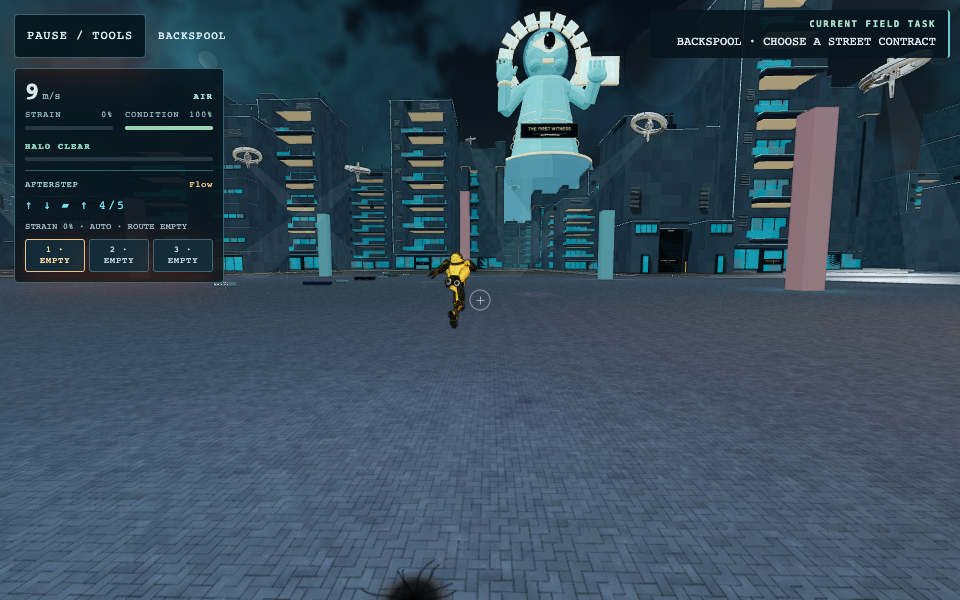 PAUSE / TOOLS
BACKSPOOL
CURRENT FIELD TASK
BACKSPOOL · CHOOSE A STREET CONTRACT
9 m/s
AIR
STRAIN 0%
CONDITION 100%
HALO CLEAR
AFTERSTEP
Flow
↑ ↓ ▰ ↑ 4/5
STRAIN 0% · AUTO · ROUTE EMPTY
1 · EMPTY
2 · EMPTY
3 · EMPTY
THE FIRST WITNESS